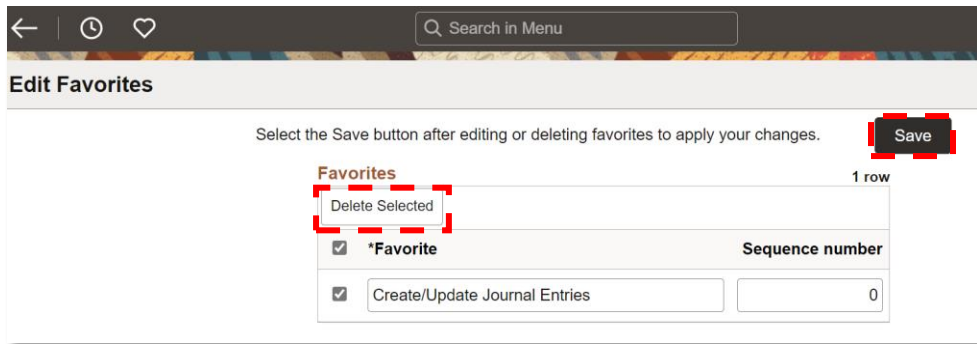 Search in Menu
Edit Favorites
Select the Save button after editing or deleting favorites to apply your changes.
Save
Favorites
1 row
Delete Selected
*Favorite
Sequence number
Create/Update Journal Entries
0